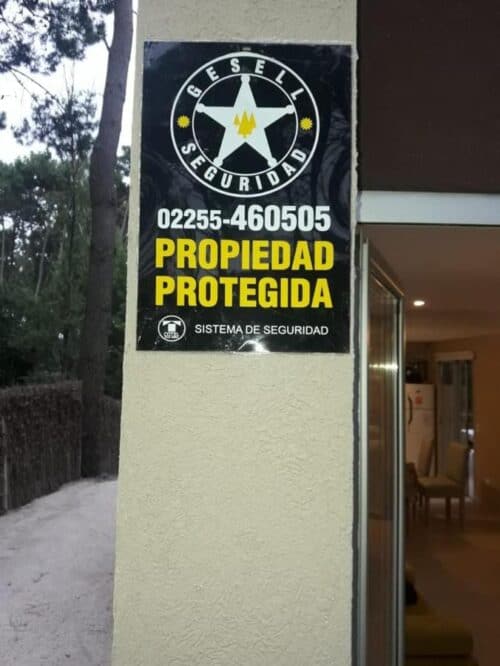 GESELL
SEGURIDAD
02255-460505
PROPIEDAD
PROTEGIDA
SISTEMA DE SEGURIDAD